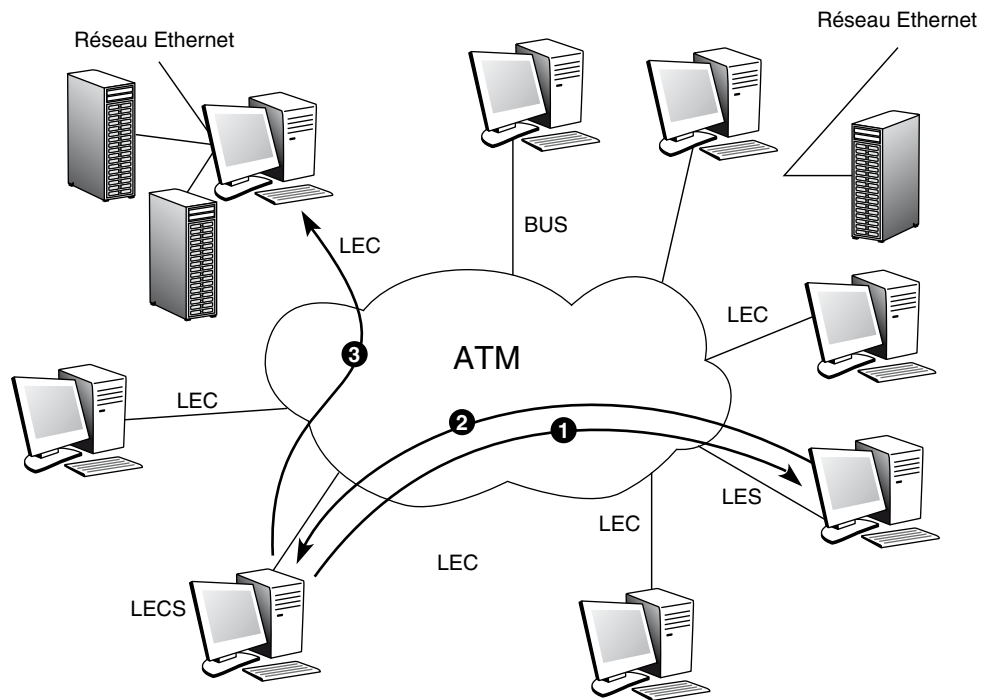 Réseau Ethernet
Réseau Ethernet
BUS
LEC
LEC
3
ATM
LEC
2
1
LES
LEC
LEC
LECS